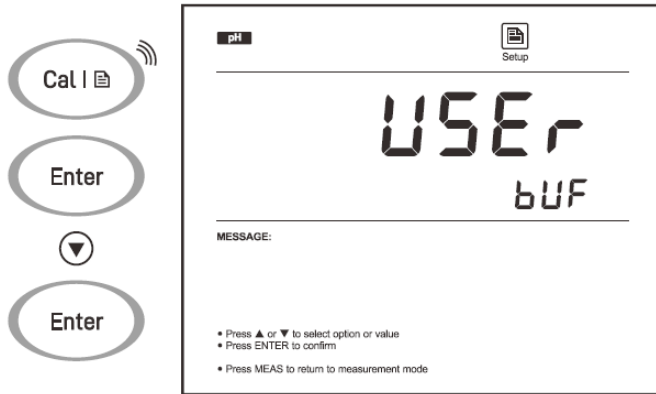 Cal |
Enter
Enter
pH
Setup
USEr
bUF
MESSAGE:
• Press ▲ or ▼ to select option or value
• Press ENTER to confirm
• Press MEAS to return to measurement mode